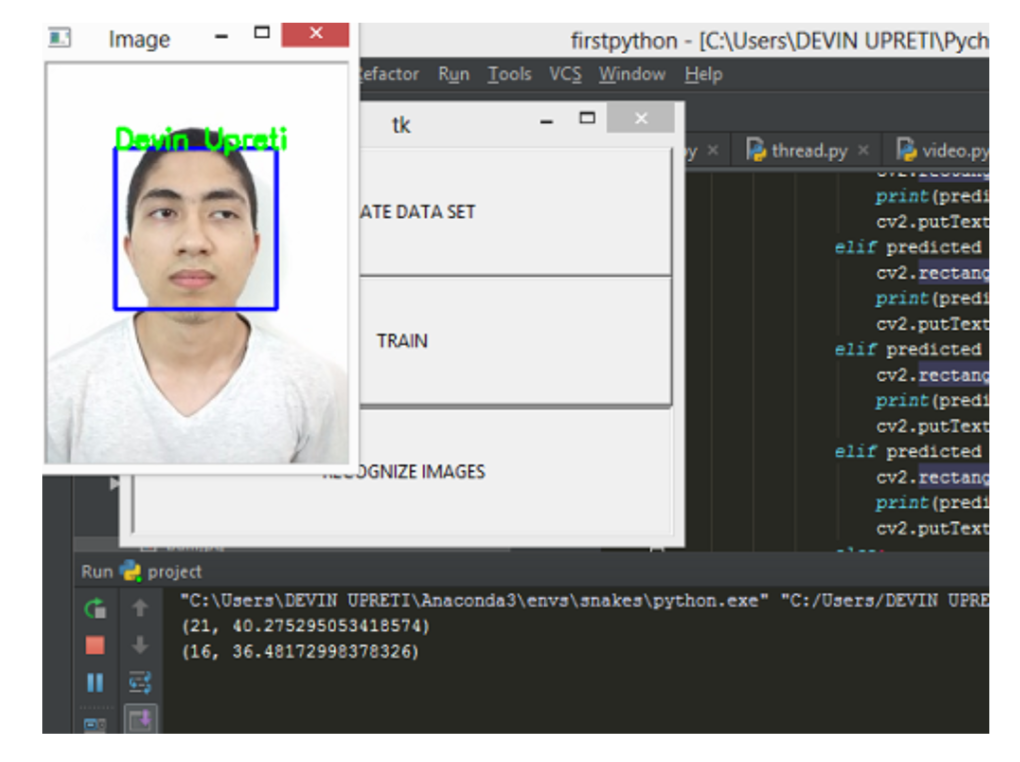 Image
Devin Upreti
firstpython - [C:\Users\DEVIN UPRETI\Pych
efactor Run Tools VCS Window Help
tk
py × thread.py × video.py
ATE DATA SET
TRAIN
RECOGNIZE IMAGES
cv2.rectang
print(predi
cv2.putText
elif predicted
cv2.rectang
print(predi
cv2.putText
elif predicted
cv2.rectang
print(predi
cv2.putText
elif predicted
cv2.rectang
print(predi
cv2.putText
else:
Run project
"C:\Users\DEVIN UPRETI\Anaconda3\envs\snakes\python.exe" "C:/Users/DEVIN UPRE
(21, 40.275295053418574)
(16, 36.48172998378326)